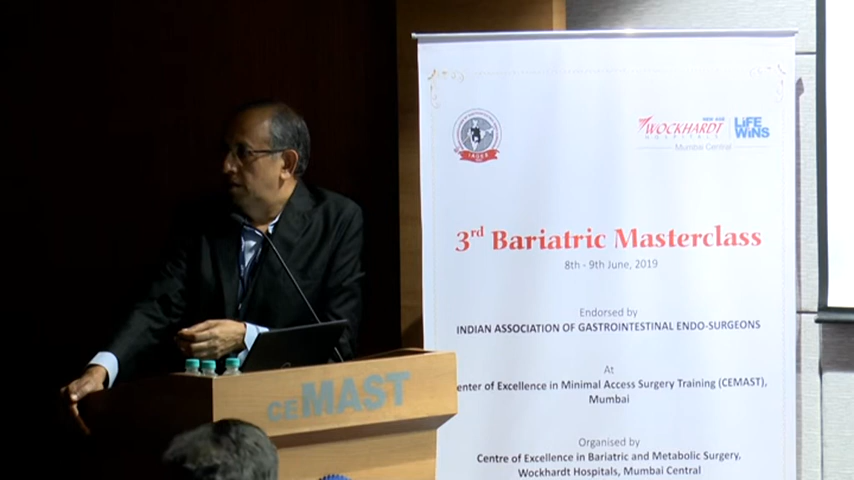 NEW AGE
WOCKHARDT
HOSPITALS
LiFE
WiNS
Mumbai Central
IAGES
3rd Bariatric Masterclass
8th - 9th June, 2019
Endorsed by
INDIAN ASSOCIATION OF GASTROINTESTINAL ENDO-SURGEONS
At
enter of Excellence in Minimal Access Surgery Training (CEMAST),
Mumbai
Organised by
Centre of Excellence in Bariatric and Metabolic Surgery,
Wockhardt Hospitals, Mumbai Central
CEMAST